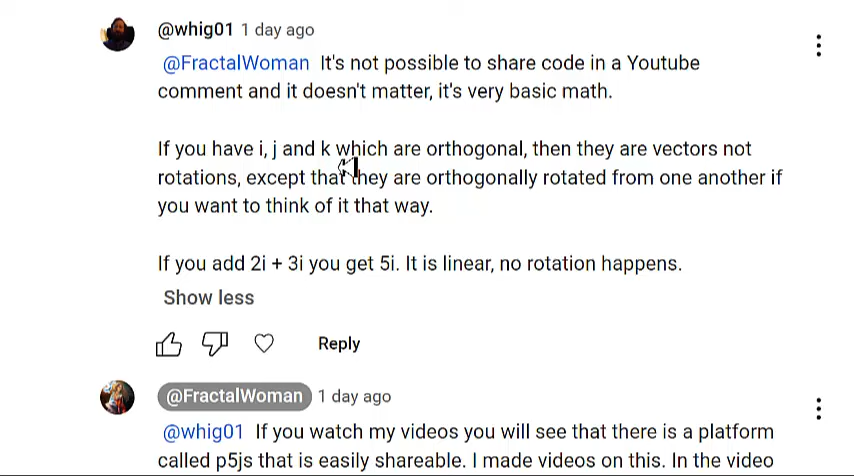 @whig01 1 day ago
@FractalWoman It's not possible to share code in a Youtube
comment and it doesn't matter, it's very basic math.
If you have i, j and k which are orthogonal, then they are vectors not
rotations, except that they are orthogonally rotated from one another if
you want to think of it that way.
If you add 2i + 3i you get 5i. It is linear, no rotation happens.
Show less
Reply
@FractalWoman 1 day ago
@whig01 If you watch my videos you will see that there is a platform
called p5js that is easily shareable. I made videos on this. In the video